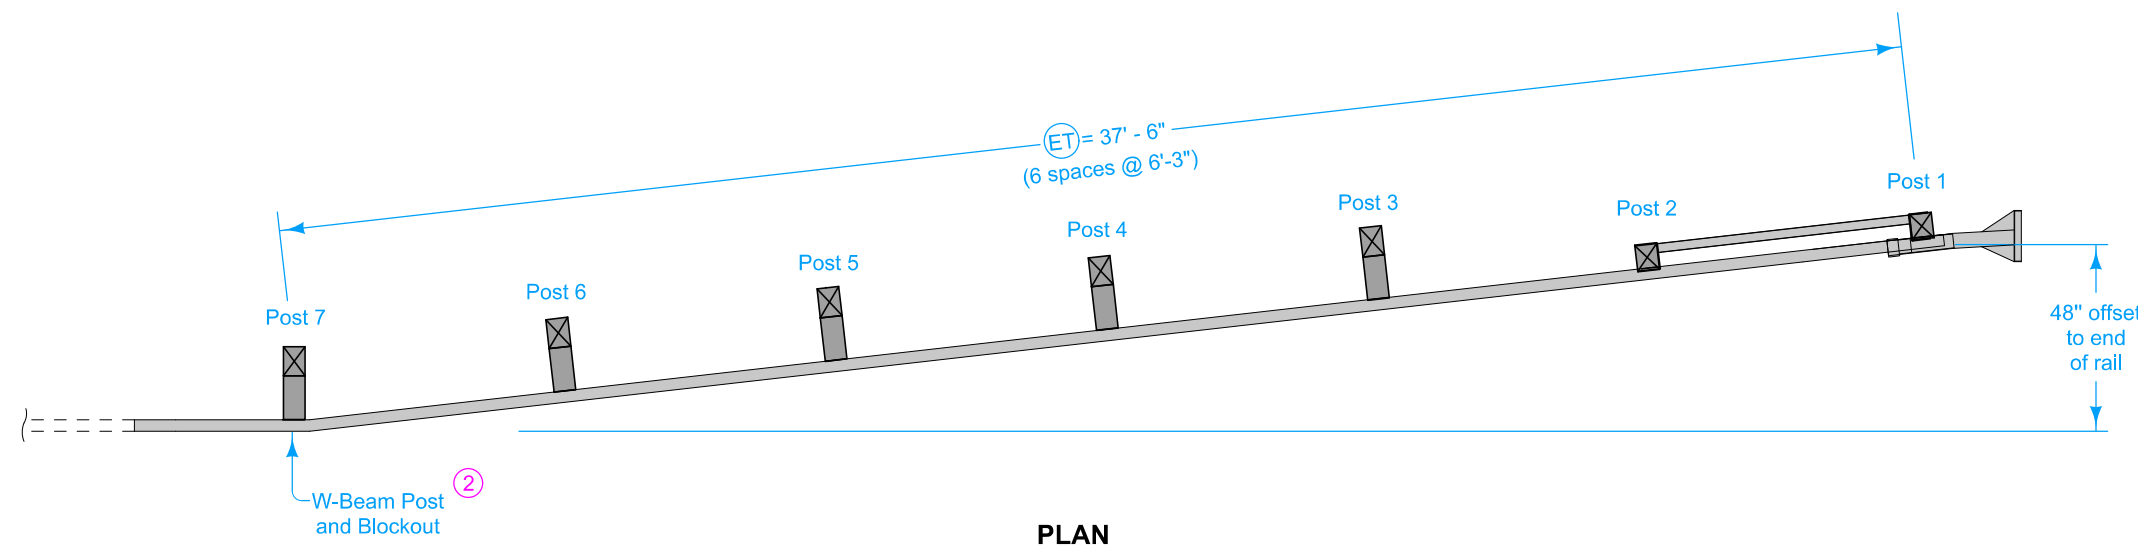 ET = 37' - 6"
(6 spaces @ 6'-3")
Post 1
Post 2
Post 3
Post 4
Post 5
Post 6
Post 7
48" offset
to end
of rail
W-Beam Post 2
and Blockout
PLAN